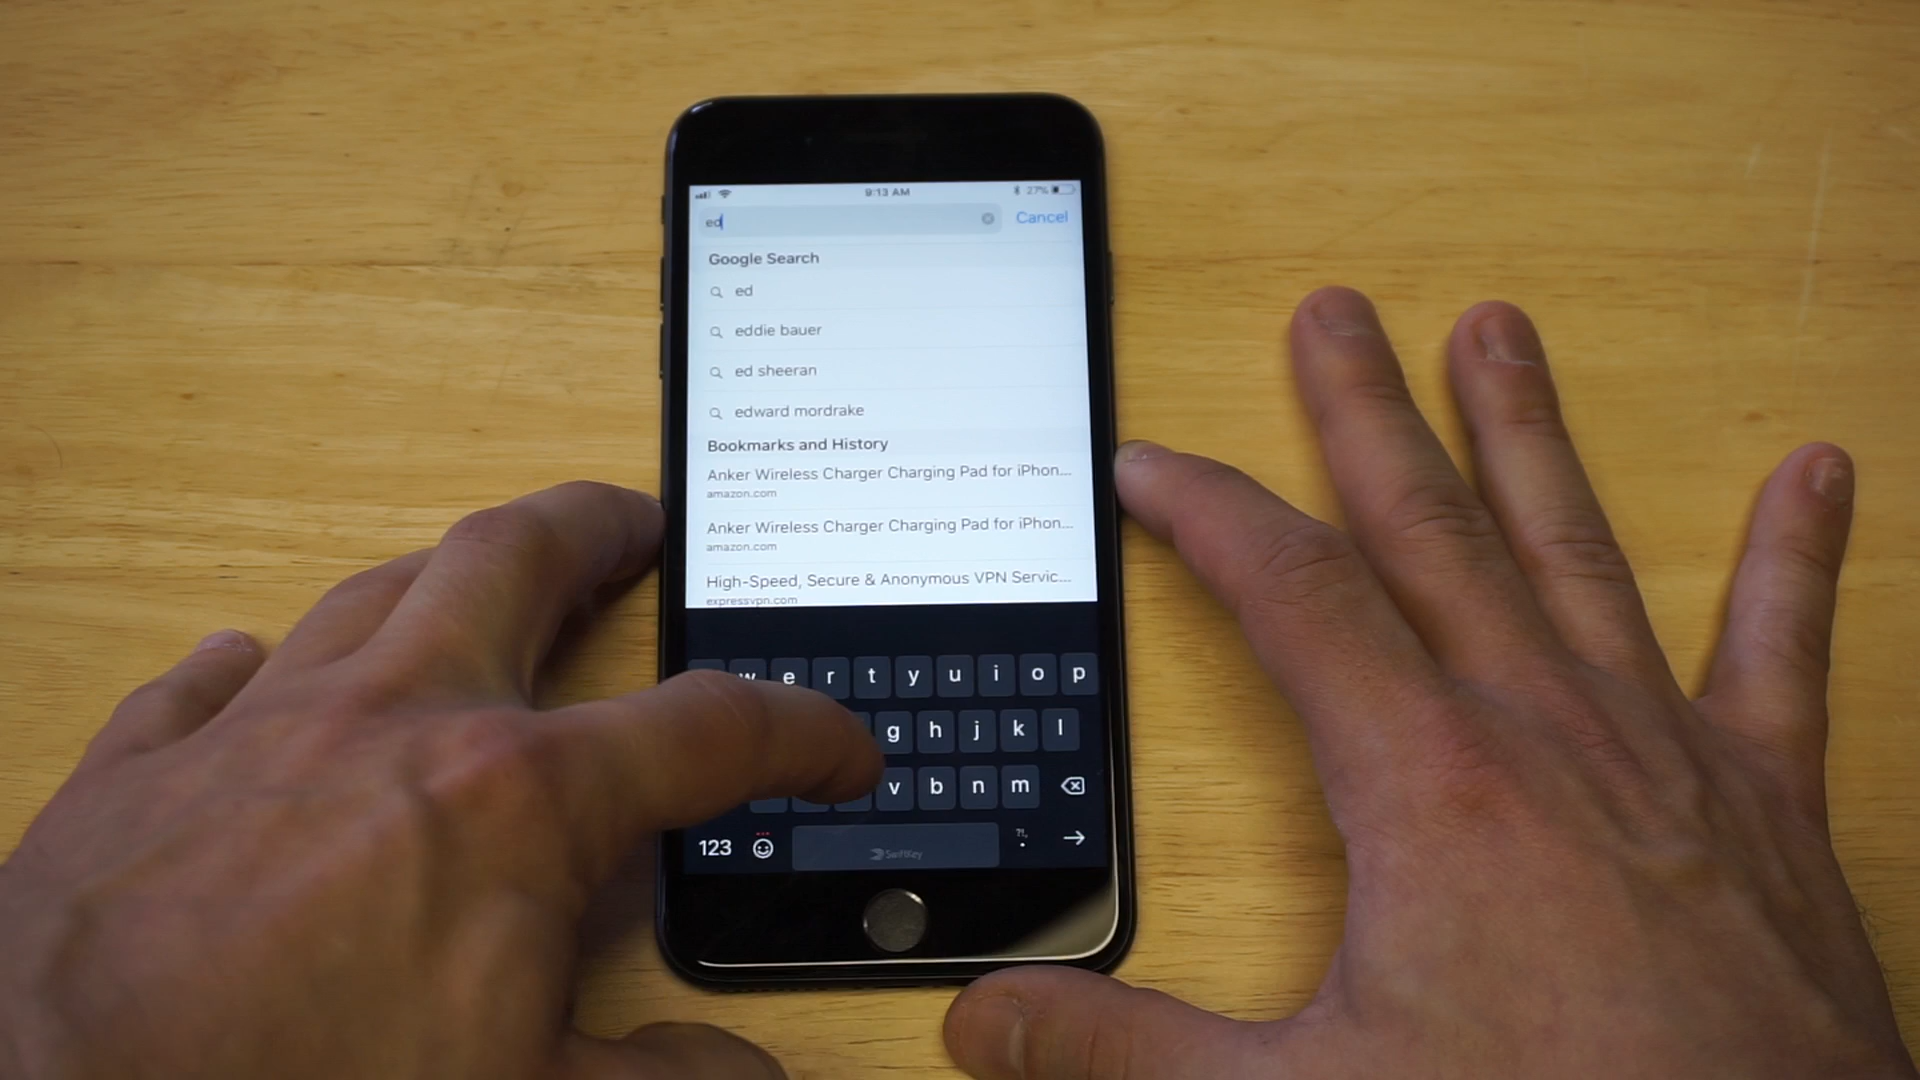 9:13 AM 27%
ed Cancel
Google Search
ed
eddie bauer
ed sheeran
edward mordrake
Bookmarks and History
Anker Wireless Charger Charging Pad for iPhon...
amazon.com
Anker Wireless Charger Charging Pad for iPhon...
amazon.com
High-Speed, Secure & Anonymous VPN Servic...
expressvpn.com
w e r t y u i o p
g h j k l
v b n m
123 SwiftKey ?!, .